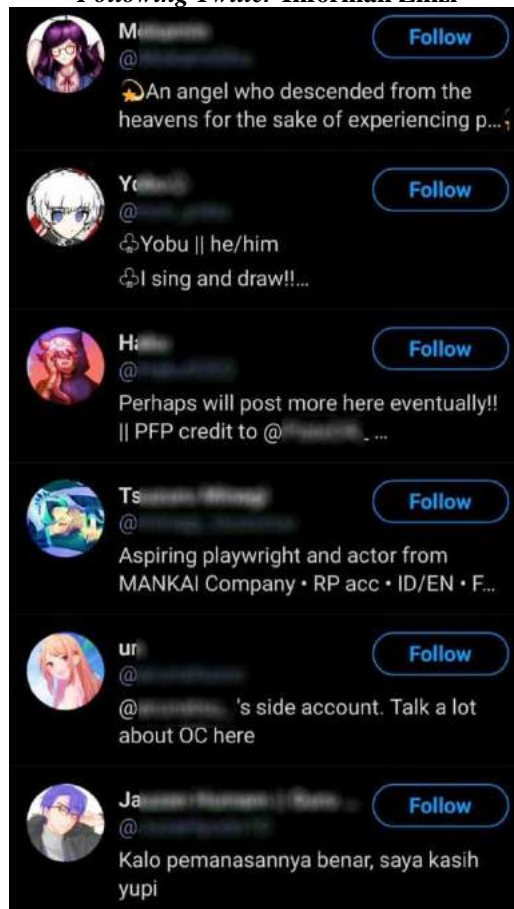 Following Twitter Informan
Follow
@
💫An angel who descended from the
heavens for the sake of experiencing p...
Follow
@
♧Yobu || he/him
♧I sing and draw!!...
Follow
@
Perhaps will post more here eventually!!
|| PFP credit to @ _ ...
Follow
@
Aspiring playwright and actor from
MANKAI Company • RP acc • ID/EN • F...
Follow
@
@ 's side account. Talk a lot
about OC here
Follow
@
Kalo pemanasannya benar, saya kasih
yupi